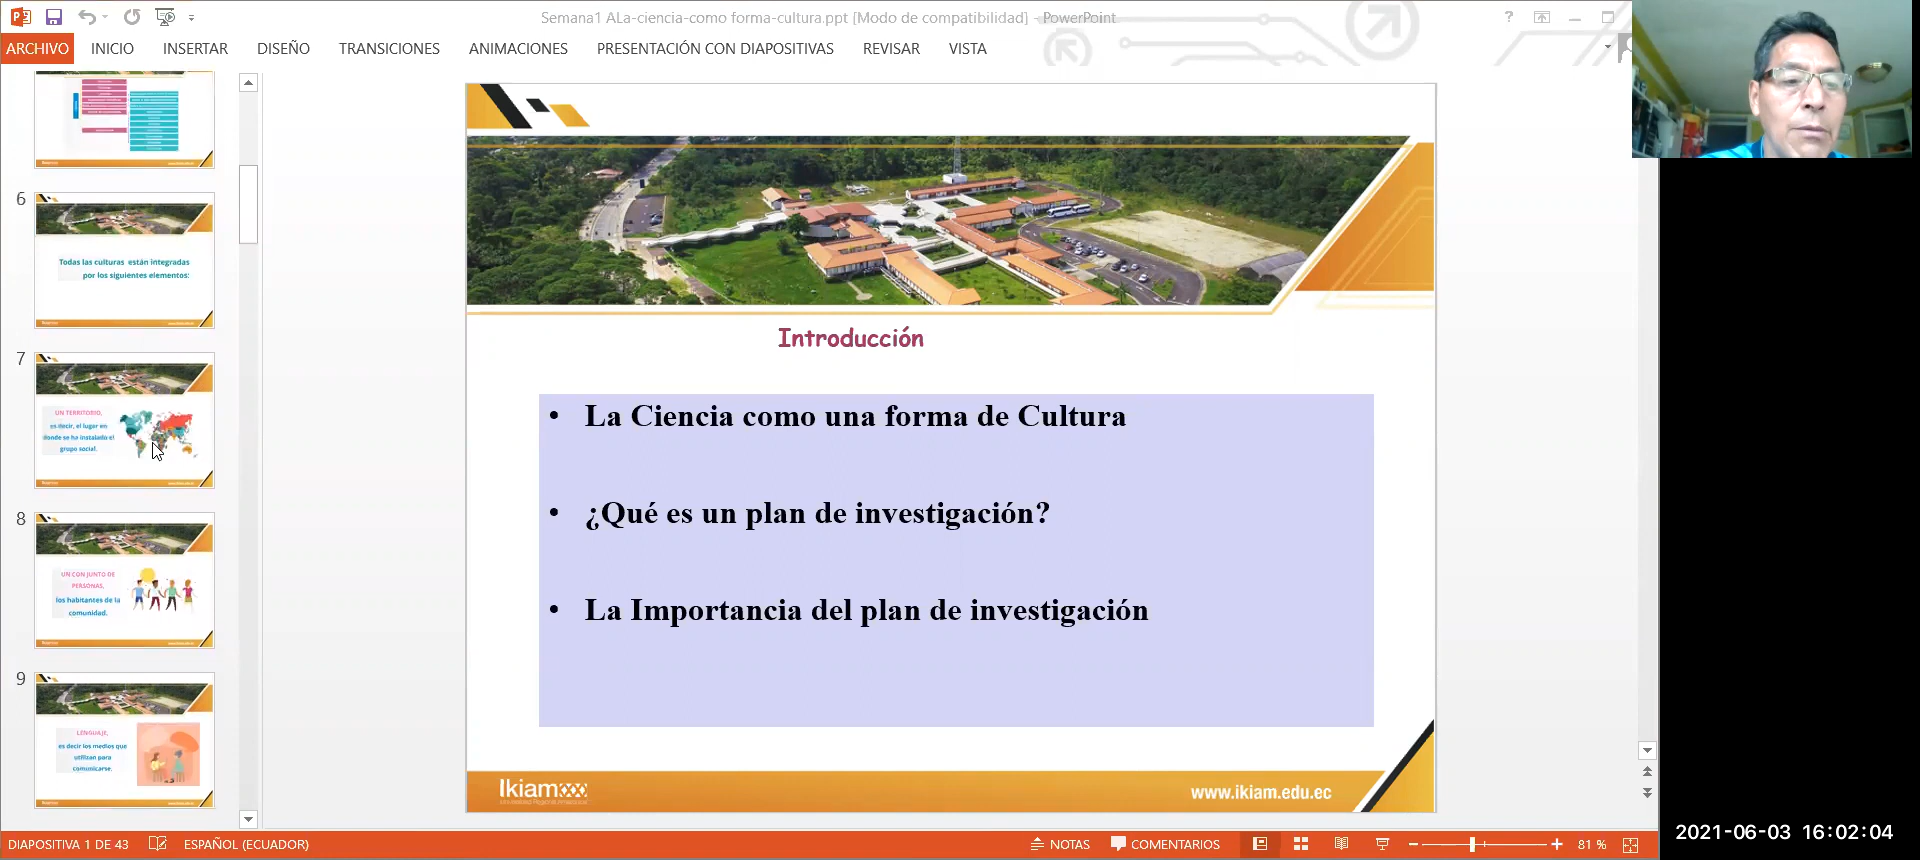 Semana1 ALa-ciencia-como forma-cultura.ppt [Modo de compatibilidad] - PowerPoint
ARCHIVO INICIO INSERTAR DISEÑO TRANSICIONES ANIMACIONES PRESENTACIÓN CON DIAPOSITIVAS REVISAR VISTA
6
Todas las culturas están integradas
por los siguientes elementos:
7
UN TERRITORIO,
es decir, el lugar en
donde se ha instalado el
grupo social.
8
UN CONJUNTO DE
PERSONAS,
los habitantes de la
comunidad.
9
LENGUAJE,
es decir los medios que
utilizan para
comunicarse.
Introducción
• La Ciencia como una forma de Cultura
• ¿Qué es un plan de investigación?
• La Importancia del plan de investigación
Ikiam
www.ikiam.edu.ec
DIAPOSITIVA 1 DE 43 ESPAÑOL (ECUADOR) NOTAS COMENTARIOS 81 %
2021-06-03 16:02:04